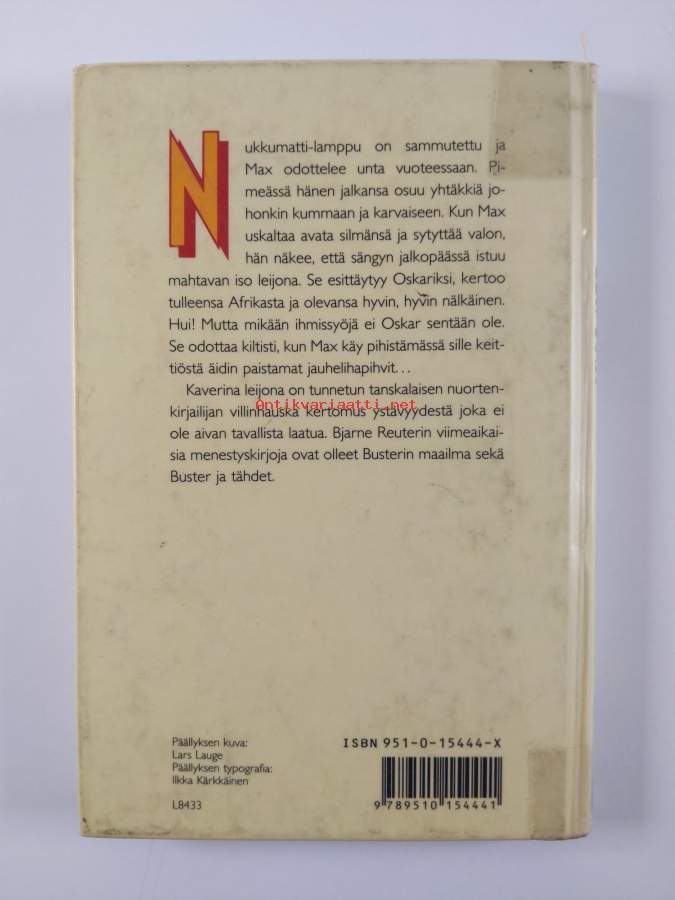 Nukkumatti-lamppu on sammutettu ja
Max odottelee unta vuoteessaan. Pi-
meässä hänen jalkansa osuu yhtäkkiä jo-
honkin kummaan ja karvaiseen. Kun Max
uskaltaa avata silmänsä ja sytyttää valon,
hän näkee, että sängyn jalkopäässä istuu
mahtavan iso leijona. Se esittäytyy Oskariksi, kertoo
tulleensa Afrikasta ja olevansa hyvin, hyvin nälkäinen.
Hui! Mutta mikään ihmissyöjä ei Oskar sentään ole.
Se odottaa kiltisti, kun Max käy pihistämässä sille keit-
tiöstä äidin paistamat jauhelihapihvit...
Kaverina leijona on tunnetun tanskalaisen nuorten-
Antikvariaatti.net
kirjailijan villinhauska kertomus ystävyydestä joka ei
ole aivan tavallista laatua. Bjarne Reuterin viimeaikai-
sia menestyskirjoja ovat olleet Busterin maailma sekä
Buster ja tähdet.
Päällyksen kuva:
Lars Lauge
Päällyksen typografia:
Ilkka Kärkkäinen
L8433
ISBN 951-0-15444-X
9 789510 154441